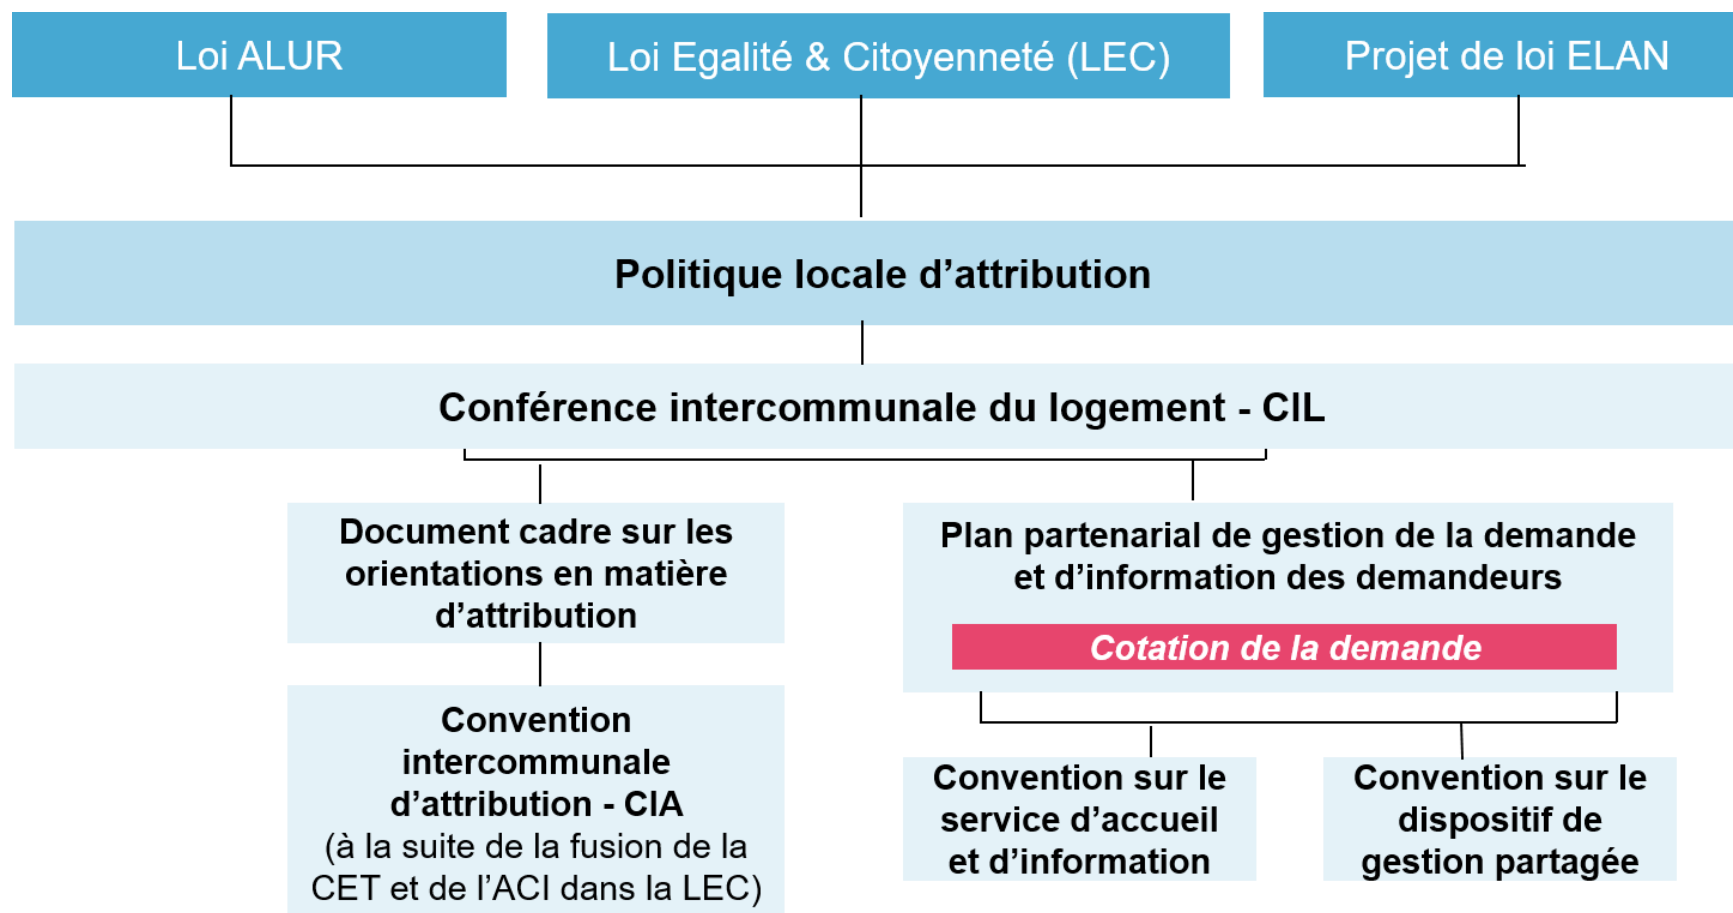 Loi ALUR
Loi Egalité & Citoyenneté (LEC)
Projet de loi ELAN
Politique locale d’attribution
Conférence intercommunale du logement - CIL
Document cadre sur les
orientations en matière
d’attribution
Plan partenarial de gestion de la demande
et d’information des demandeurs
Cotation de la demande
Convention
intercommunale
d’attribution - CIA
(à la suite de la fusion de la
CET et de l’ACI dans la LEC)
Convention sur le
service d’accueil
et d’information
Convention sur le
dispositif de
gestion partagée